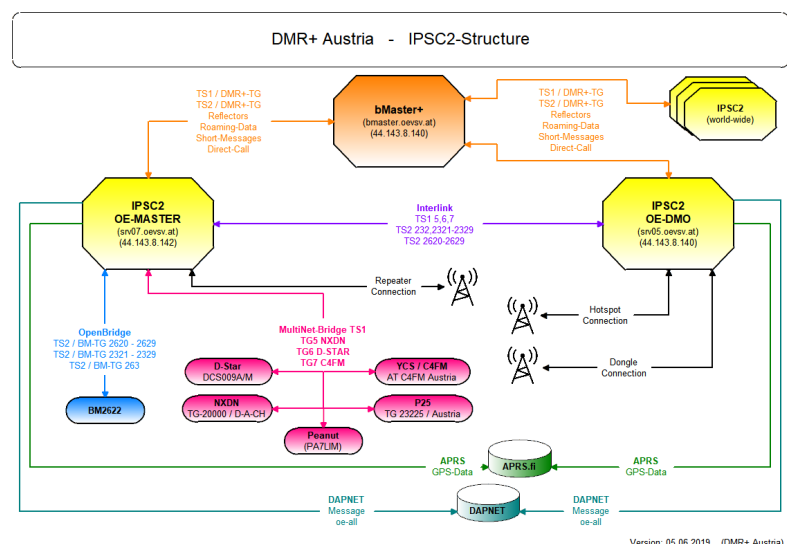 DMR+ Austria - IPSC2-Structure
TS1 / DMR+-TG
TS2 / DMR+-TG
Reflectors
Roaming-Data
Short-Messages
Direct-Call
bMaster+
(bmaster.oevsv.at)
(44.143.8.140)
TS1 / DMR+-TG
TS2 / DMR+-TG
Reflectors
Roaming-Data
Short-Messages
Direct-Call
IPSC2
(world-wide)
IPSC2
OE-MASTER
(srv07.oevsv.at)
(44.143.8.142)
Interlink
TS1 5,6,7
TS2 232,2321-2329
TS2 2620-2629
IPSC2
OE-DMO
(srv05.oevsv.at)
(44.143.8.140)
Repeater
Connection
Hotspot
Connection
Dongle
Connection
OpenBridge
TS2 / BM-TG 2620 - 2629
TS2 / BM-TG 2321 - 2329
TS2 / BM-TG 263
BM2622
MultiNet-Bridge TS1
TG5 NXDN
TG6 D-STAR
TG7 C4FM
D-Star
DCS009A/M
YCS / C4FM
AT C4FM Austria
NXDN
TG-20000 / D-A-CH
P25
TG 23225 / Austria
Peanut
(PA7LIM)
APRS
GPS-Data
APRS.fi
APRS
GPS-Data
DAPNET
Message
oe-all
DAPNET
DAPNET
Message
oe-all
Version: 05.06.2019 (DMR+ Austria)